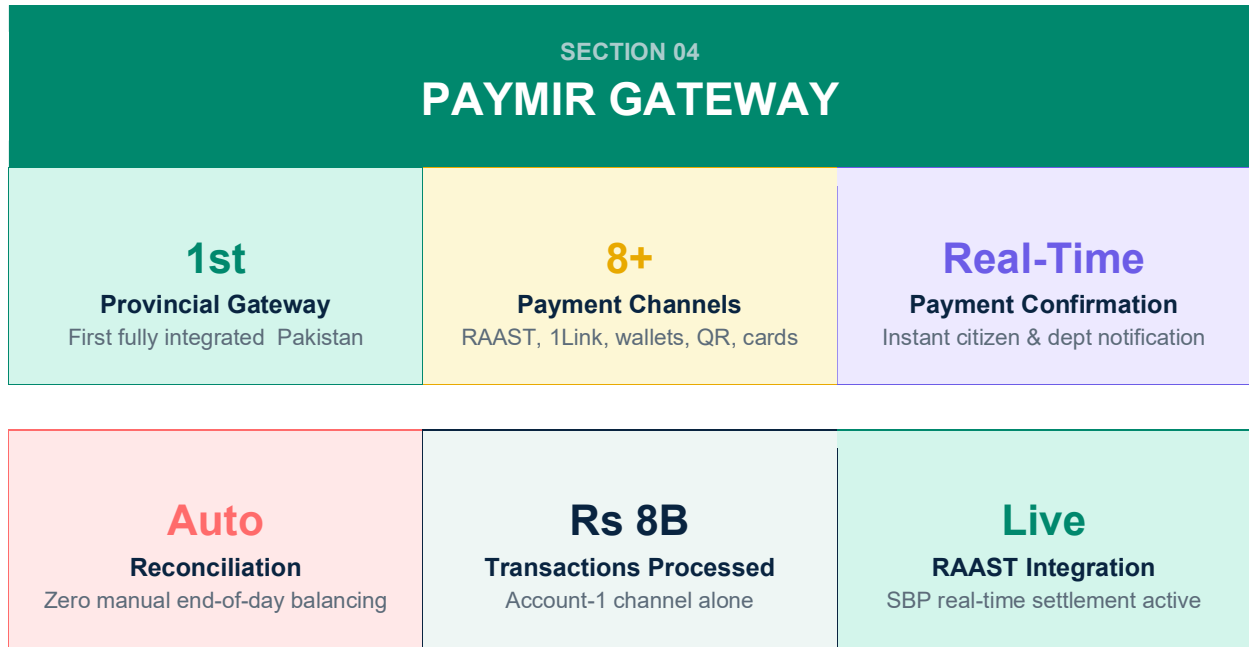 SECTION 04
PAYMIR GATEWAY
1st
Provincial Gateway
First fully integrated  Pakistan
8+
Payment Channels
RAAST, 1Link, wallets, QR, cards
Real-Time
Payment Confirmation
Instant citizen & dept notification
Auto
Reconciliation
Zero manual end-of-day balancing
Rs 8B
Transactions Processed
Account-1 channel alone
Live
RAAST Integration
SBP real-time settlement active